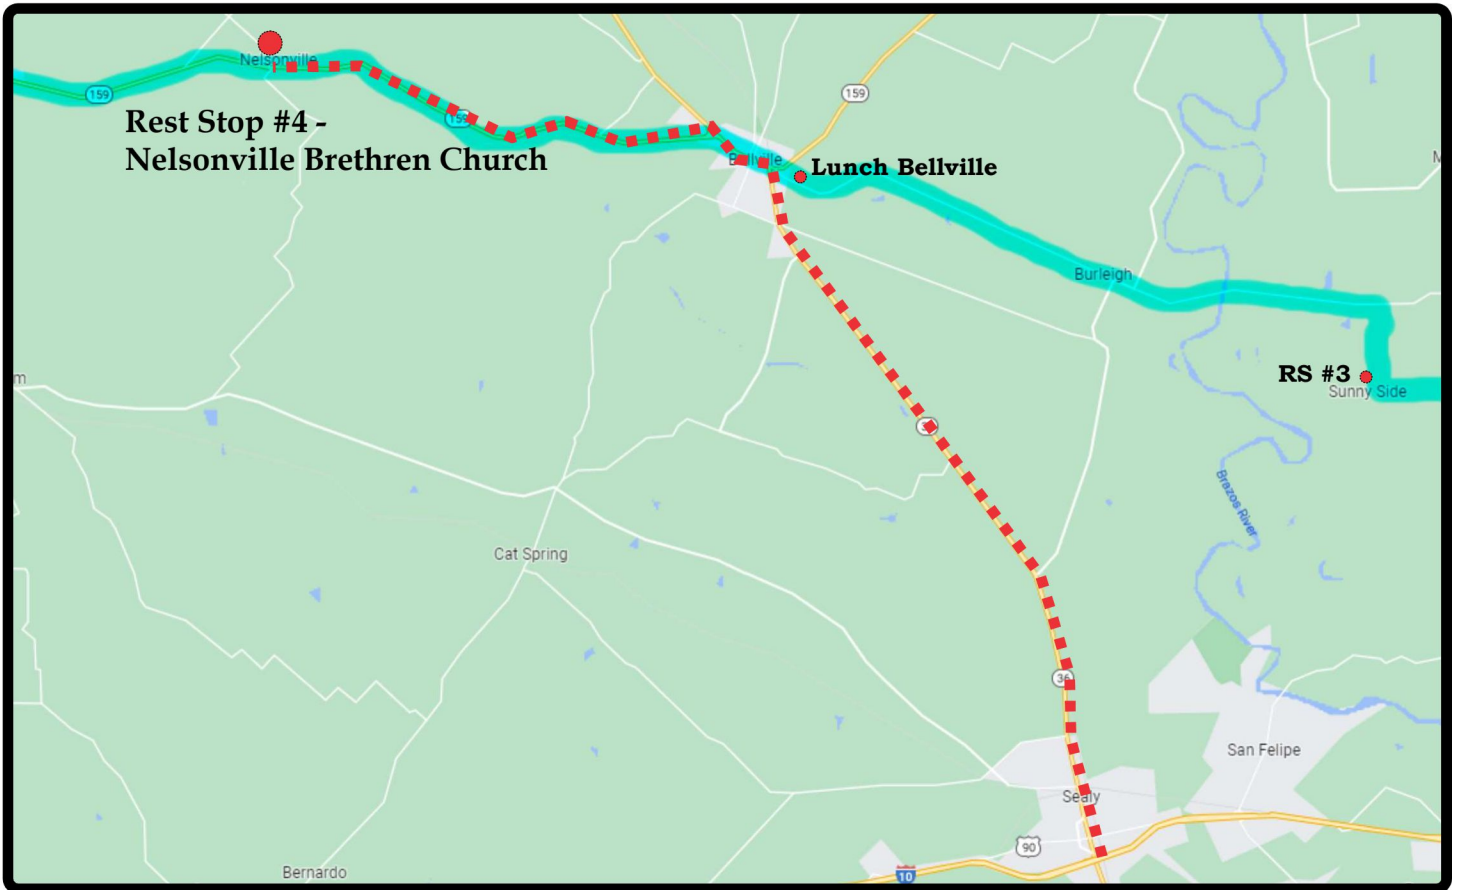 Nelsonville
159
Rest Stop #4 -
Nelsonville Brethren Church
159
159
Bellville
Lunch Bellville
Burleigh
RS #3
Sunny Side
m
M
36
Brazos River
Cat Spring
36
San Felipe
Sealy
90
10
Bernardo